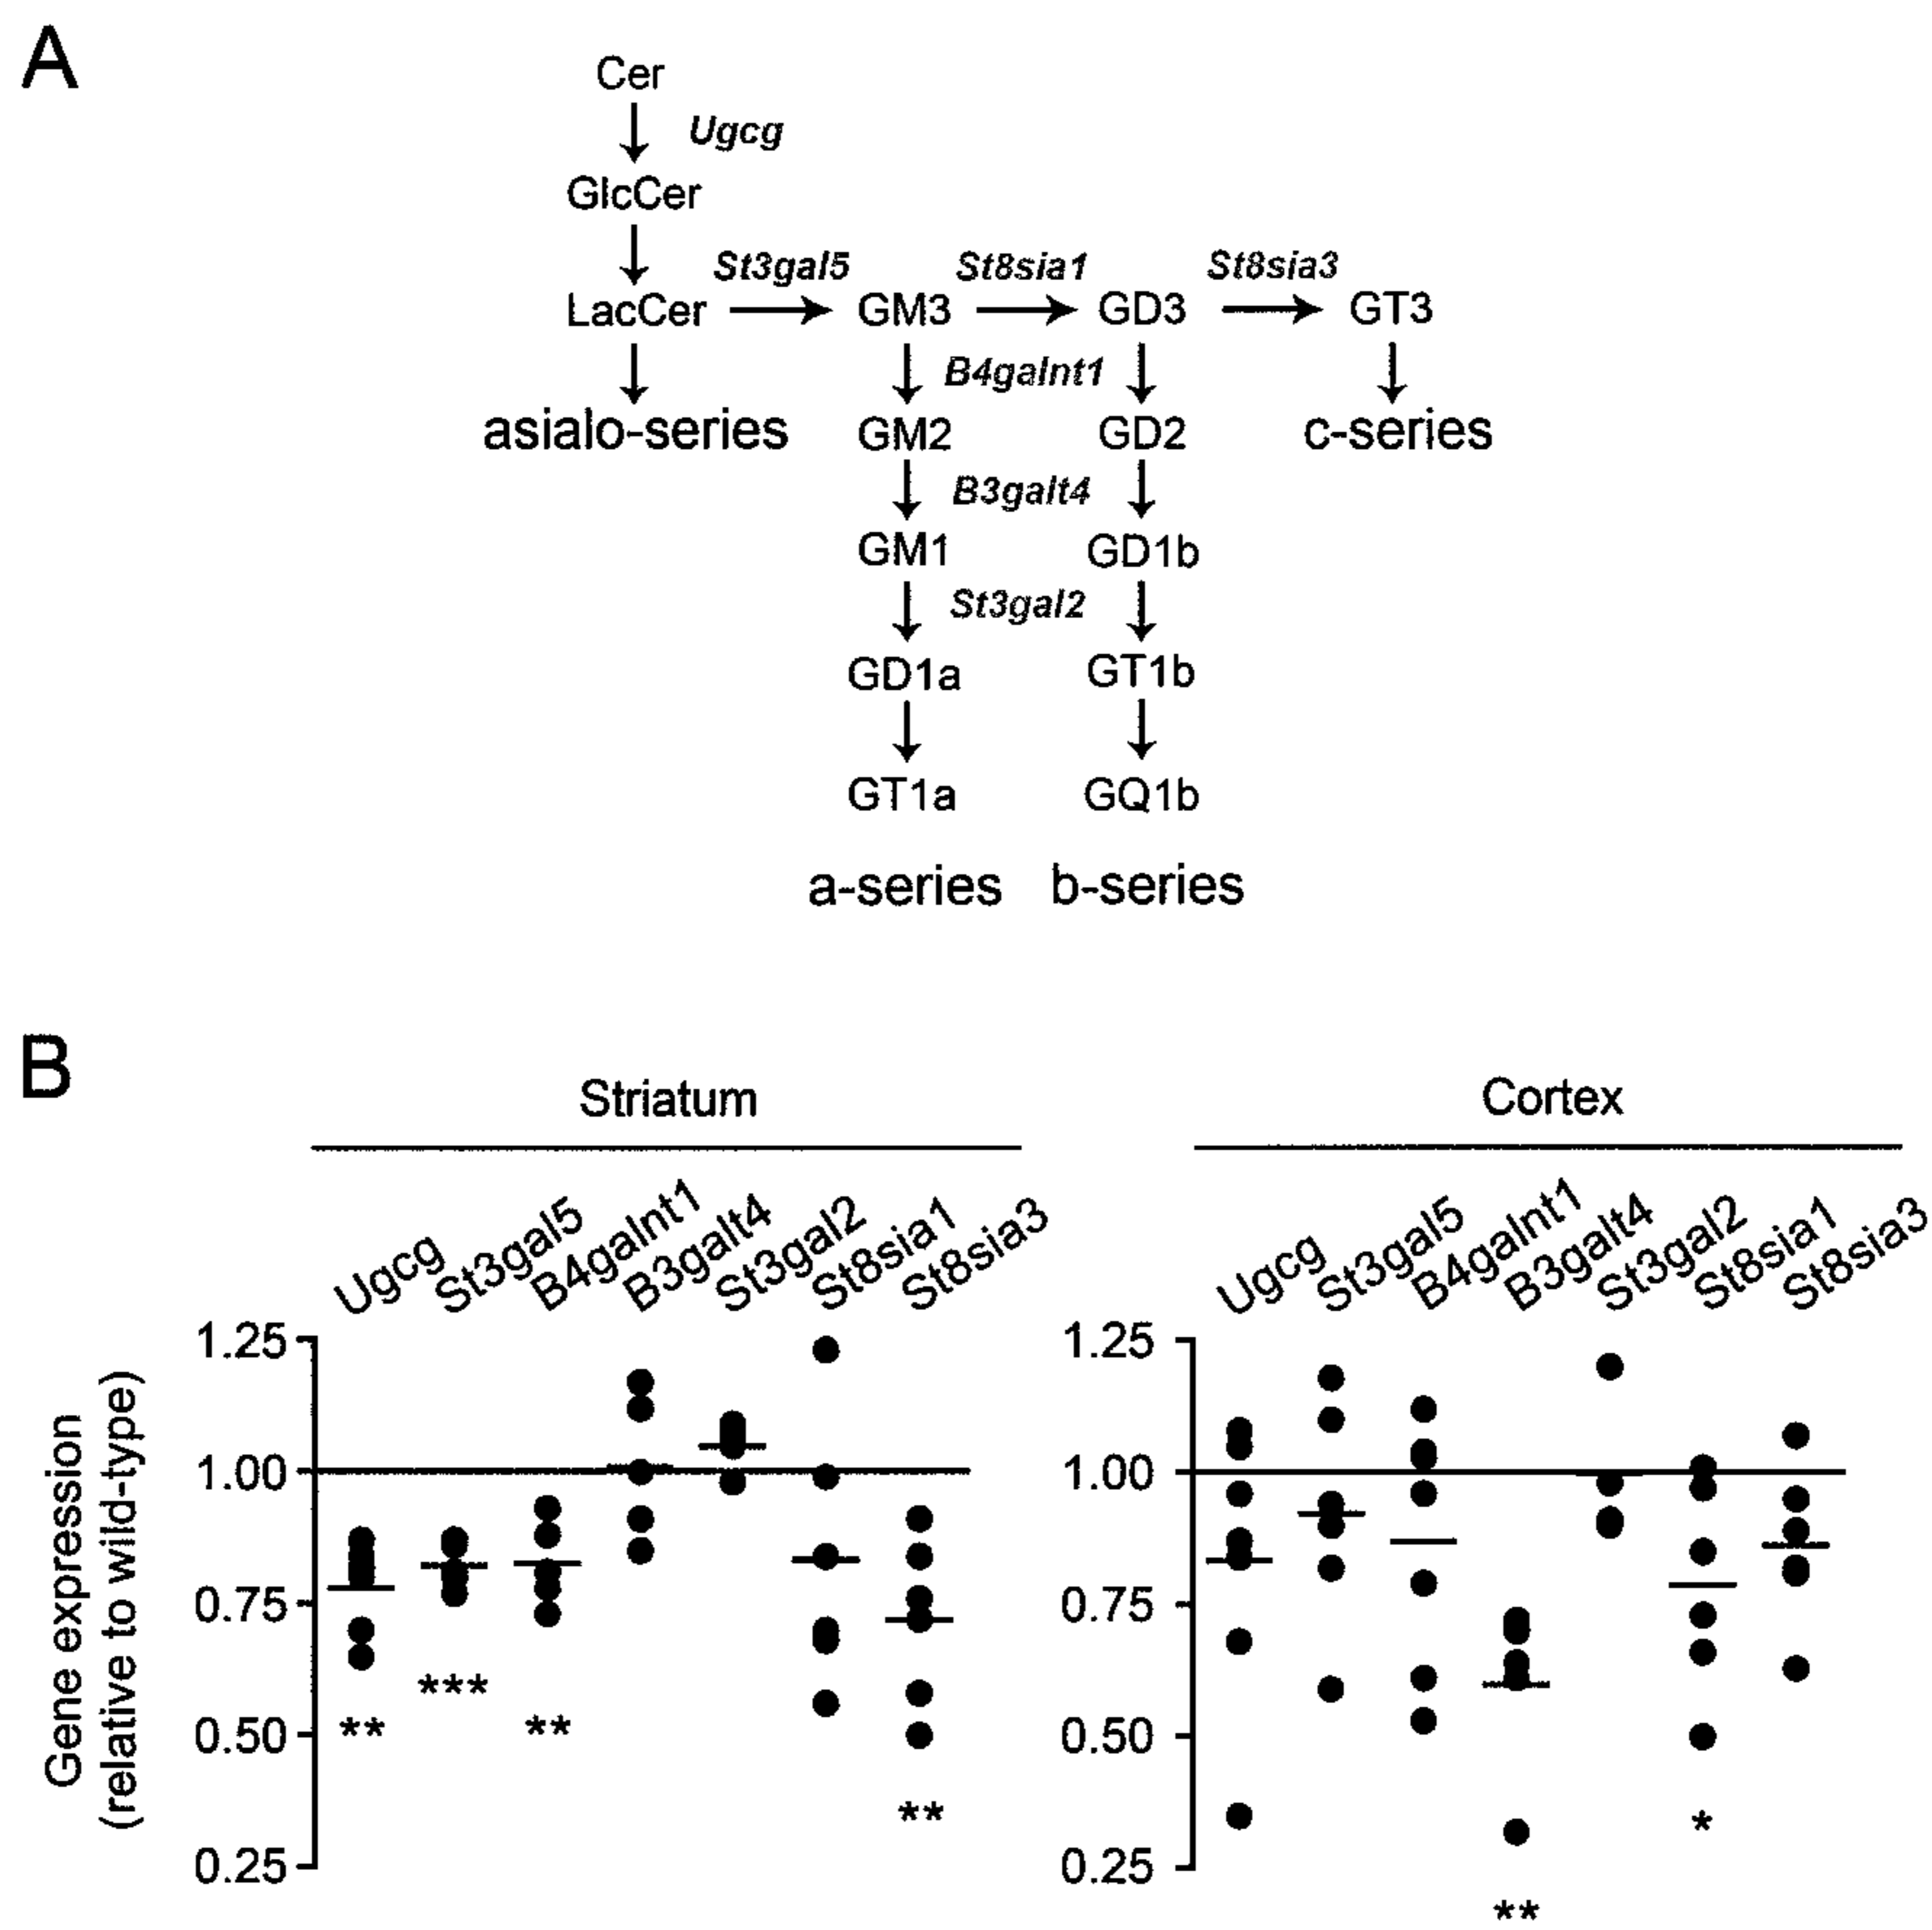 A
Cer
Ugcg
GlcCer
St3gal5 St8sia1 St8sia3
LacCer GM3 GD3 GT3
B4galnt1
asialo-series GM2 GD2 c-series
B3galt4
GM1 GD1b
St3gal2
GD1a GT1b
GT1a GQ1b
a-series b-series
B
Striatum Cortex
Ugcg St3gal5 B4galnt1 B3galt4 St3gal2 St8sia1 St8sia3
Ugcg St3gal5 B4galnt1 B3galt4 St3gal2 St8sia1 St8sia3
Gene expression
(relative to wild-type)
1.25
1.00
0.75
0.50
0.25
** *** ** **
1.25
1.00
0.75
0.50
0.25
** *